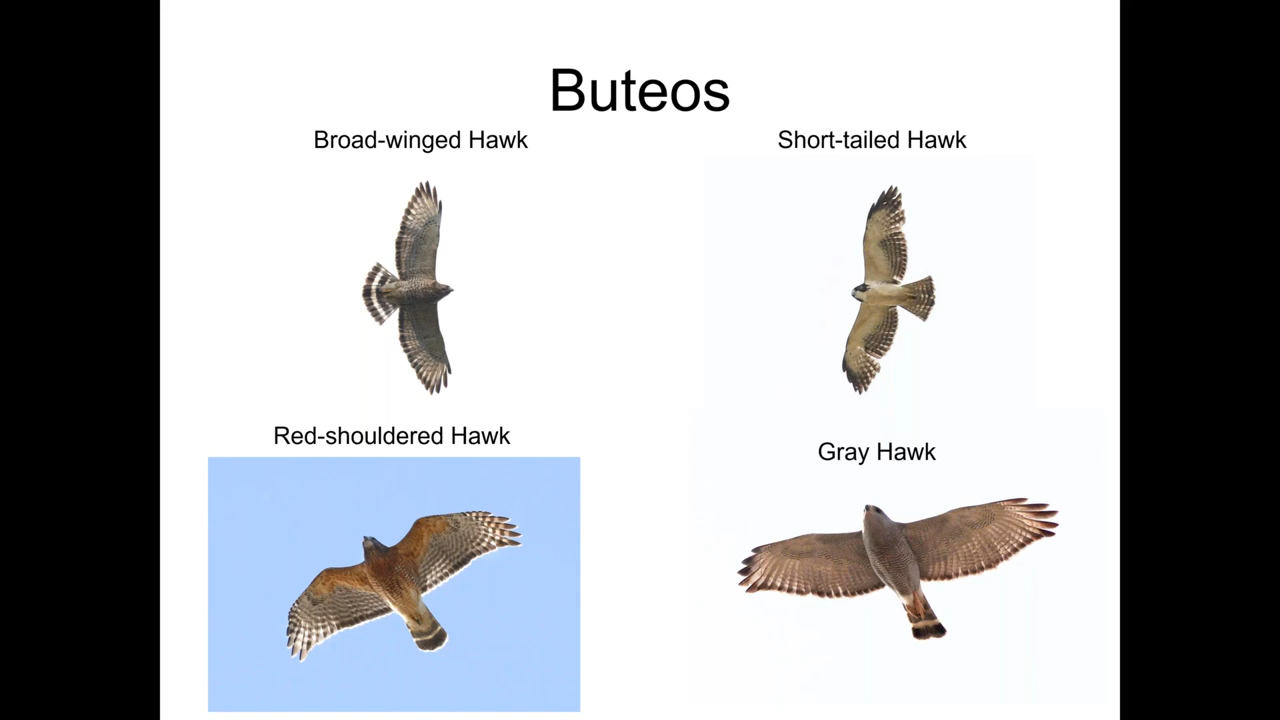 Buteos
Broad-winged Hawk
Short-tailed Hawk
Red-shouldered Hawk
Gray Hawk